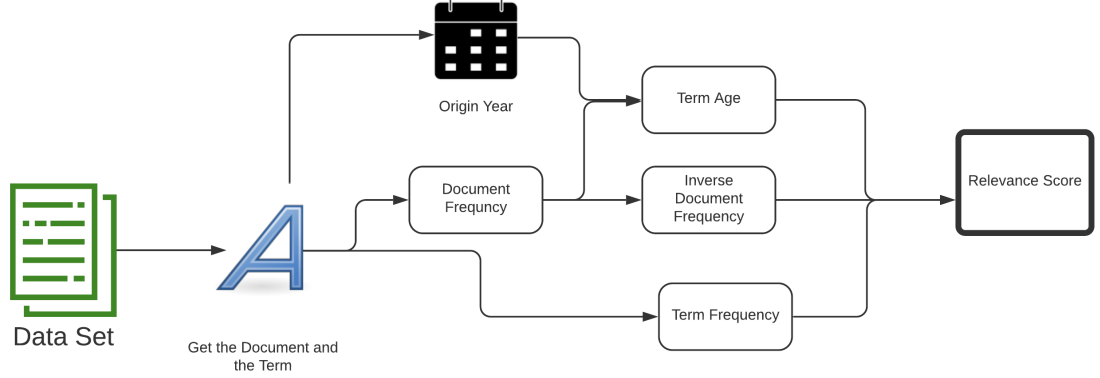 Origin Year
Term Age
Document
Frequncy
Inverse
Document
Frequency
Relevance Score
Term Frequency
Data Set
Get the Document and
the Term